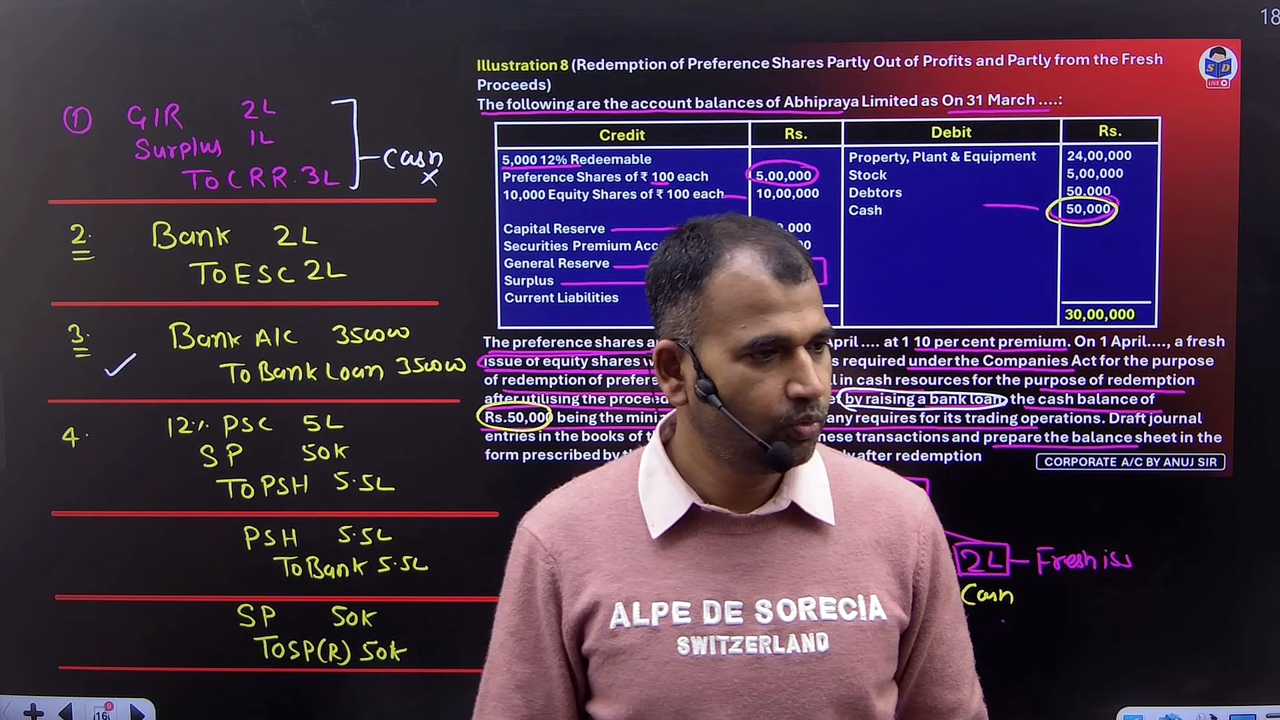 18
① G/R 2L
Surplus 1L
To CRR. 3L
Cash
x
2.
Bank 2L
To ESC 2L
3.
Bank A/c 350000
To Bank Loan 350000
4.
12% PSC 5L
SP 50K
To PSH 5.5L
PSH 5.5L
To Bank 5.5L
SP 50K
To SP(R) 50K
Illustration 8 (Redemption of Preference Shares Partly Out of Profits and Partly from the Fresh
Proceeds)
The following are the account balances of Abhipraya Limited as On 31 March ....:
Credit Rs. Debit Rs.
5,000 12% Redeemable Property, Plant & Equipment 24,00,000
Preference Shares of ₹ 100 each 5,00,000 Stock 5,00,000
10,000 Equity Shares of ₹ 100 each 10,00,000 Debtors 50,000
Cash 50,000
Capital Reserve
Securities Premium
General Reserve
Surplus
Current Liabilities
30,00,000
The preference shares April .... at 1 10 per cent premium. On 1 April...., a fresh
issue of equity shares required under the Companies Act for the purpose
of redemption of in cash resources for the purpose of redemption
after utilising the by raising a bank loan, the cash balance of
Rs.50,000 being the requires for its trading operations. Draft journal
entries in the books of transactions and prepare the balance sheet in the
form prescribed by after redemption
CORPORATE A/C BY ANUJ SIR
SD
LIVE
2L Fresh iss
Cash
ALPE DE SORECIA
SWITZERLAND
16